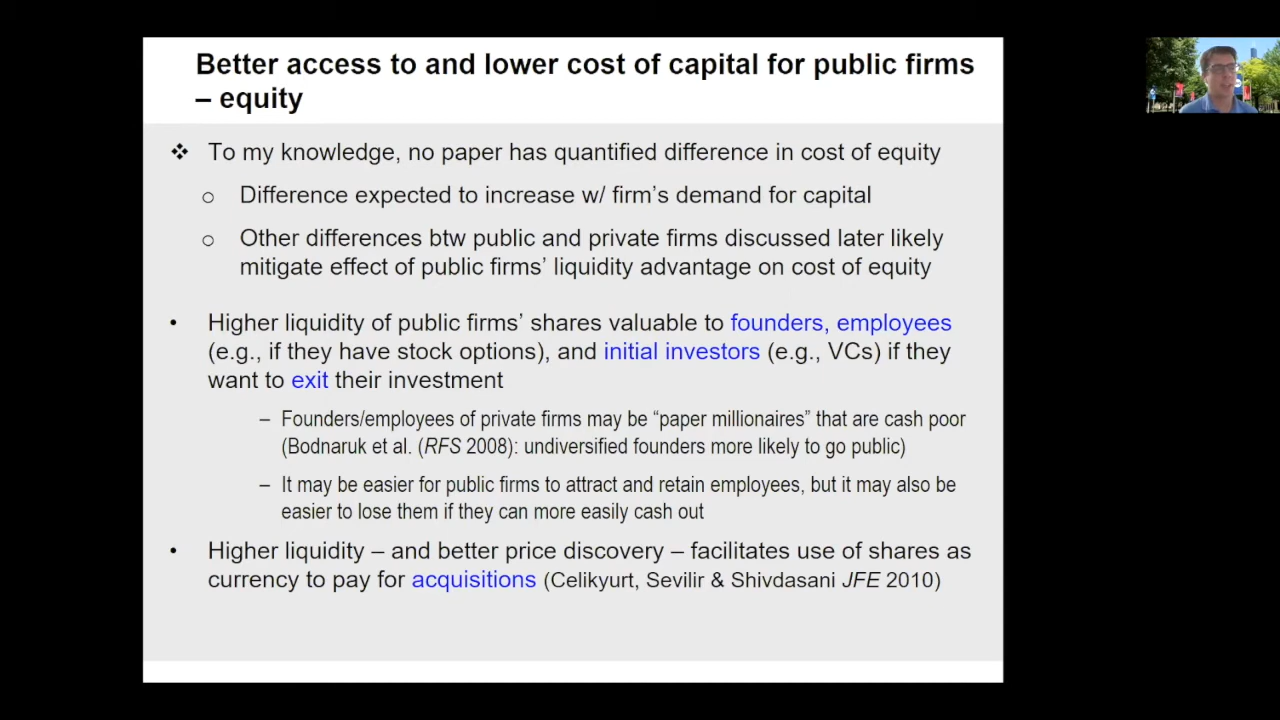 Better access to and lower cost of capital for public firms
– equity
❖ To my knowledge, no paper has quantified difference in cost of equity
o Difference expected to increase w/ firm's demand for capital
o Other differences btw public and private firms discussed later likely
mitigate effect of public firms' liquidity advantage on cost of equity
• Higher liquidity of public firms' shares valuable to founders, employees
(e.g., if they have stock options), and initial investors (e.g., VCs) if they
want to exit their investment
– Founders/employees of private firms may be “paper millionaires” that are cash poor
(Bodnaruk et al. (RFS 2008): undiversified founders more likely to go public)
– It may be easier for public firms to attract and retain employees, but it may also be
easier to lose them if they can more easily cash out
• Higher liquidity – and better price discovery – facilitates use of shares as
currency to pay for acquisitions (Celikyurt, Sevilir & Shivdasani JFE 2010)